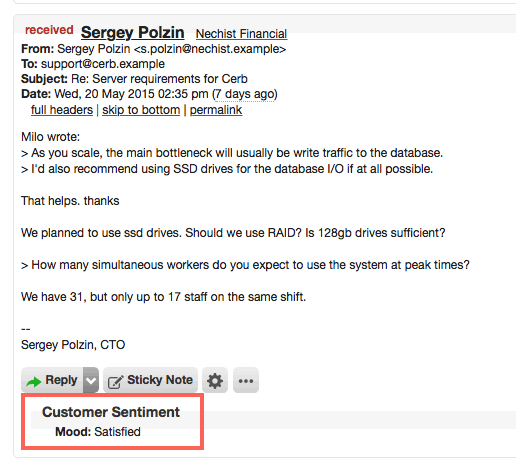 received Sergey Polzin Nechist Financial
From: Sergey Polzin <s.polzin@nechist.example>
To: support@cerb.example
Subject: Re: Server requirements for Cerb
Date: Wed, 20 May 2015 02:35 pm (7 days ago)
full headers | skip to bottom | permalink
Milo wrote:
> As you scale, the main bottleneck will usually be write traffic to the database.
> I'd also recommend using SSD drives for the database I/O if at all possible.
That helps. thanks
We planned to use ssd drives. Should we use RAID? Is 128gb drives sufficient?
> How many simultaneous workers do you expect to use the system at peak times?
We have 31, but only up to 17 staff on the same shift.
--
Sergey Polzin, CTO
Reply Sticky Note
Customer Sentiment
Mood: Satisfied